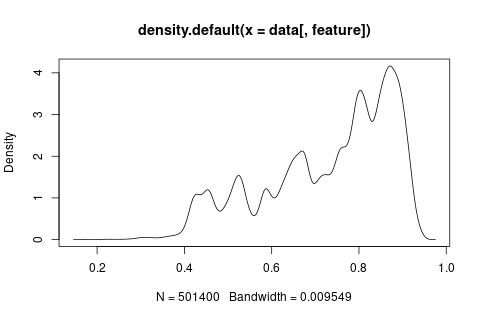 density.default(x = data[, feature])
Density
4
3
2
1
0
0.2 0.4 0.6 0.8 1.0
N = 501400 Bandwidth = 0.009549